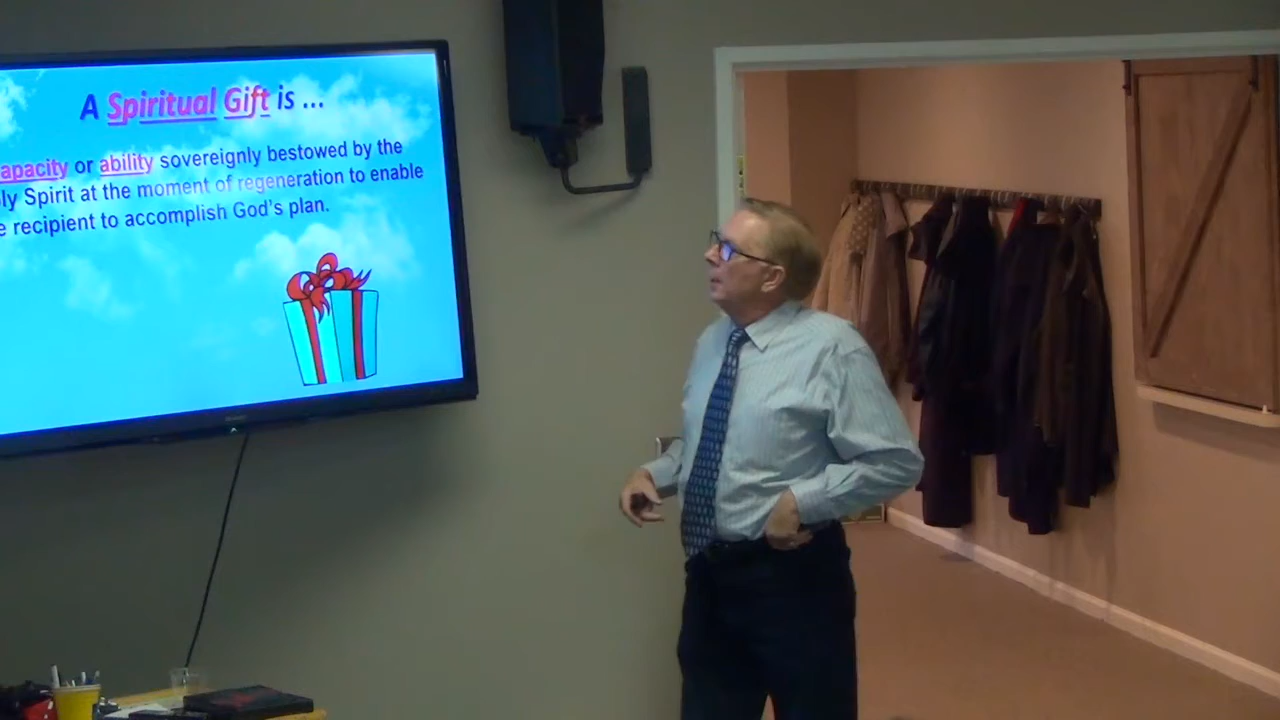 A Spiritual Gift is ...
apacity or ability sovereignly bestowed by the
ly Spirit at the moment of regeneration to enable
e recipient to accomplish God's plan.